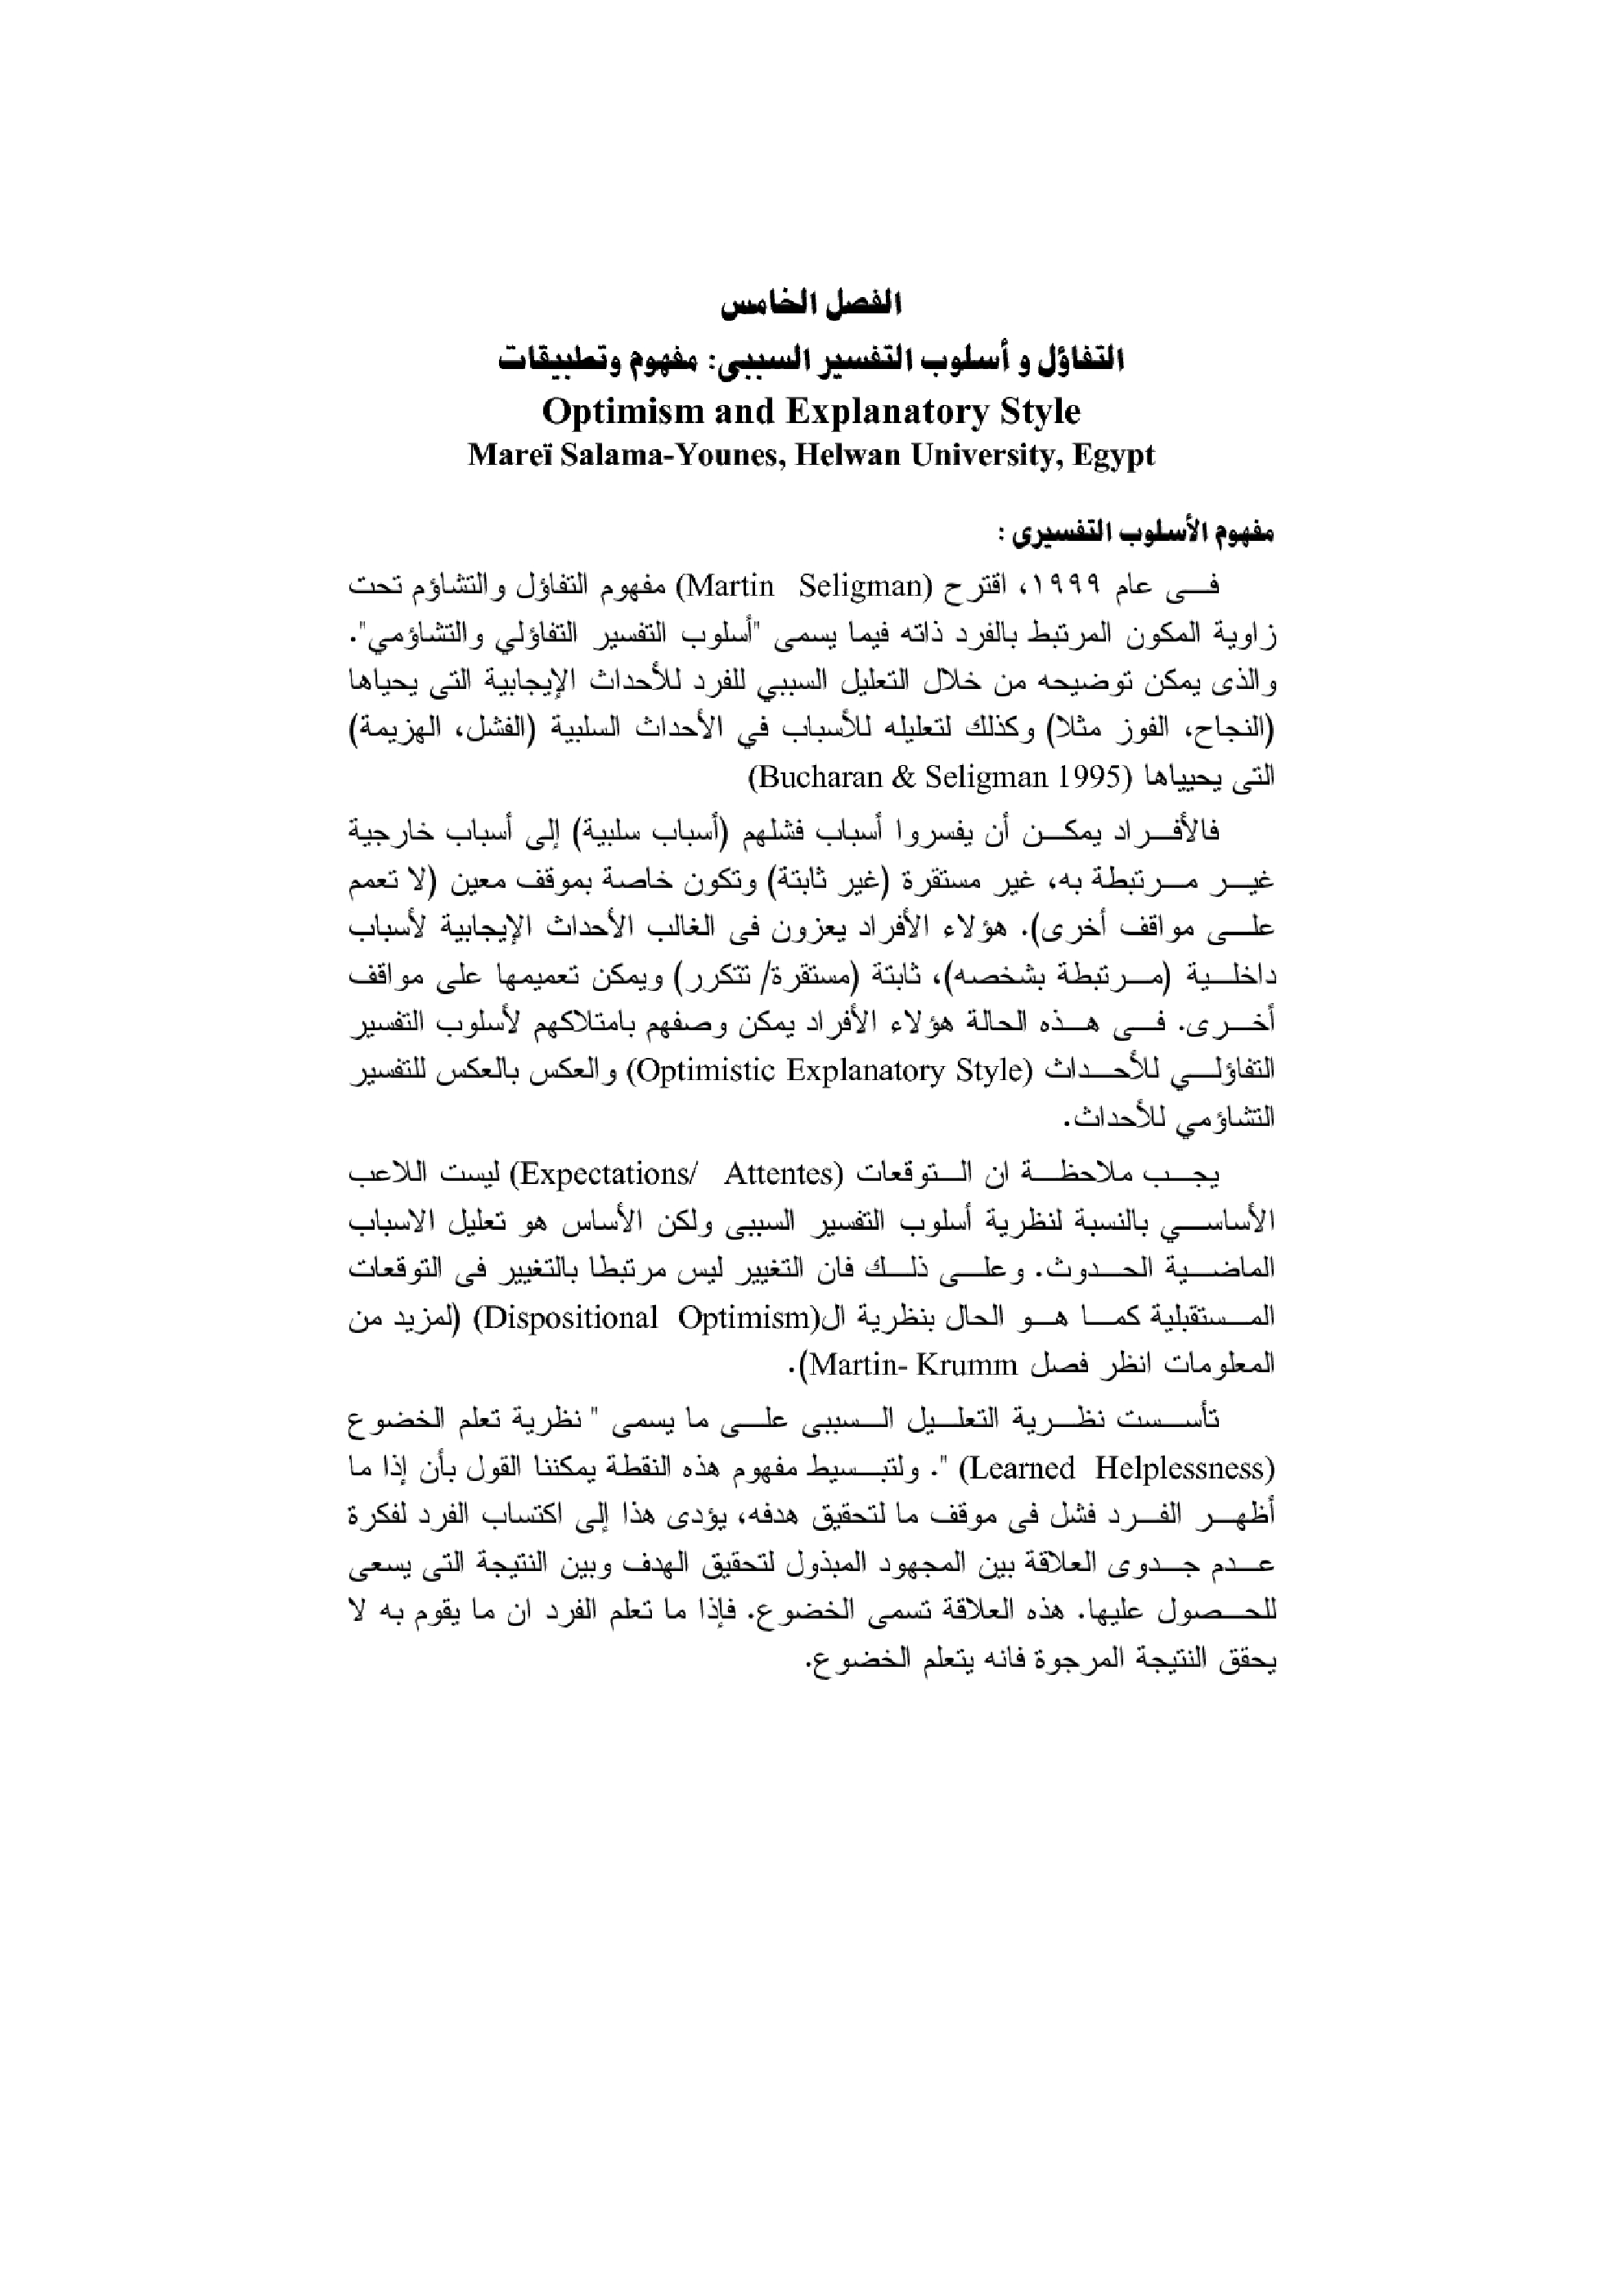 الفصل الخامس
التفاؤل و أسلوب التفسير السببى: مفهوم وتطبيقات
Optimism and Explanatory Style
Mareï Salama-Younes, Helwan University, Egypt
مفهوم الأسلوب التفسيرى :
فى عام ١٩٩٩، اقترح (Martin Seligman) مفهوم التفاؤل والتشاؤم تحت
زاوية المكون المرتبط بالفرد ذاته فيما يسمى "أسلوب التفسير التفاؤلي والتشاؤمي".
والذى يمكن توضيحه من خلال التعليل السببي للفرد للأحداث الإيجابية التى يحياها
(النجاح، الفوز مثلا) وكذلك لتعليله للأسباب في الأحداث السلبية (الفشل، الهزيمة)
التى يحيياها (Bucharan & Seligman 1995)
فالأفراد يمكن أن يفسروا أسباب فشلهم (أسباب سلبية) إلى أسباب خارجية
غير مرتبطة به، غير مستقرة (غير ثابتة) وتكون خاصة بموقف معين (لا تعمم
على مواقف أخرى). هؤلاء الأفراد يعزون فى الغالب الأحداث الإيجابية لأسباب
داخلية (مرتبطة بشخصه)، ثابتة (مستقرة/ تتكرر) ويمكن تعميمها على مواقف
أخرى. فى هذه الحالة هؤلاء الأفراد يمكن وصفهم بامتلاكهم لأسلوب التفسير
التفاؤلي للأحداث (Optimistic Explanatory Style) والعكس بالعكس للتفسير
التشاؤمي للأحداث.
يجب ملاحظة ان التوقعات (Expectations/ Attentes) ليست اللاعب
الأساسي بالنسبة لنظرية أسلوب التفسير السببى ولكن الأساس هو تعليل الاسباب
الماضية الحدوث. وعلى ذلك فان التغيير ليس مرتبطا بالتغيير فى التوقعات
المستقبلية كما هو الحال بنظرية ال(Dispositional Optimism) (لمزيد من
المعلومات انظر فصل Martin- Krumm).
تأسست نظرية التعليل السببى على ما يسمى " نظرية تعلم الخضوع
(Learned Helplessness) ". ولتبسيط مفهوم هذه النقطة يمكننا القول بأن إذا ما
أظهر الفرد فشل فى موقف ما لتحقيق هدفه، يؤدى هذا إلى اكتساب الفرد لفكرة
عدم جدوى العلاقة بين المجهود المبذول لتحقيق الهدف وبين النتيجة التى يسعى
للحصول عليها. هذه العلاقة تسمى الخضوع. فإذا ما تعلم الفرد ان ما يقوم به لا
يحقق النتيجة المرجوة فانه يتعلم الخضوع.